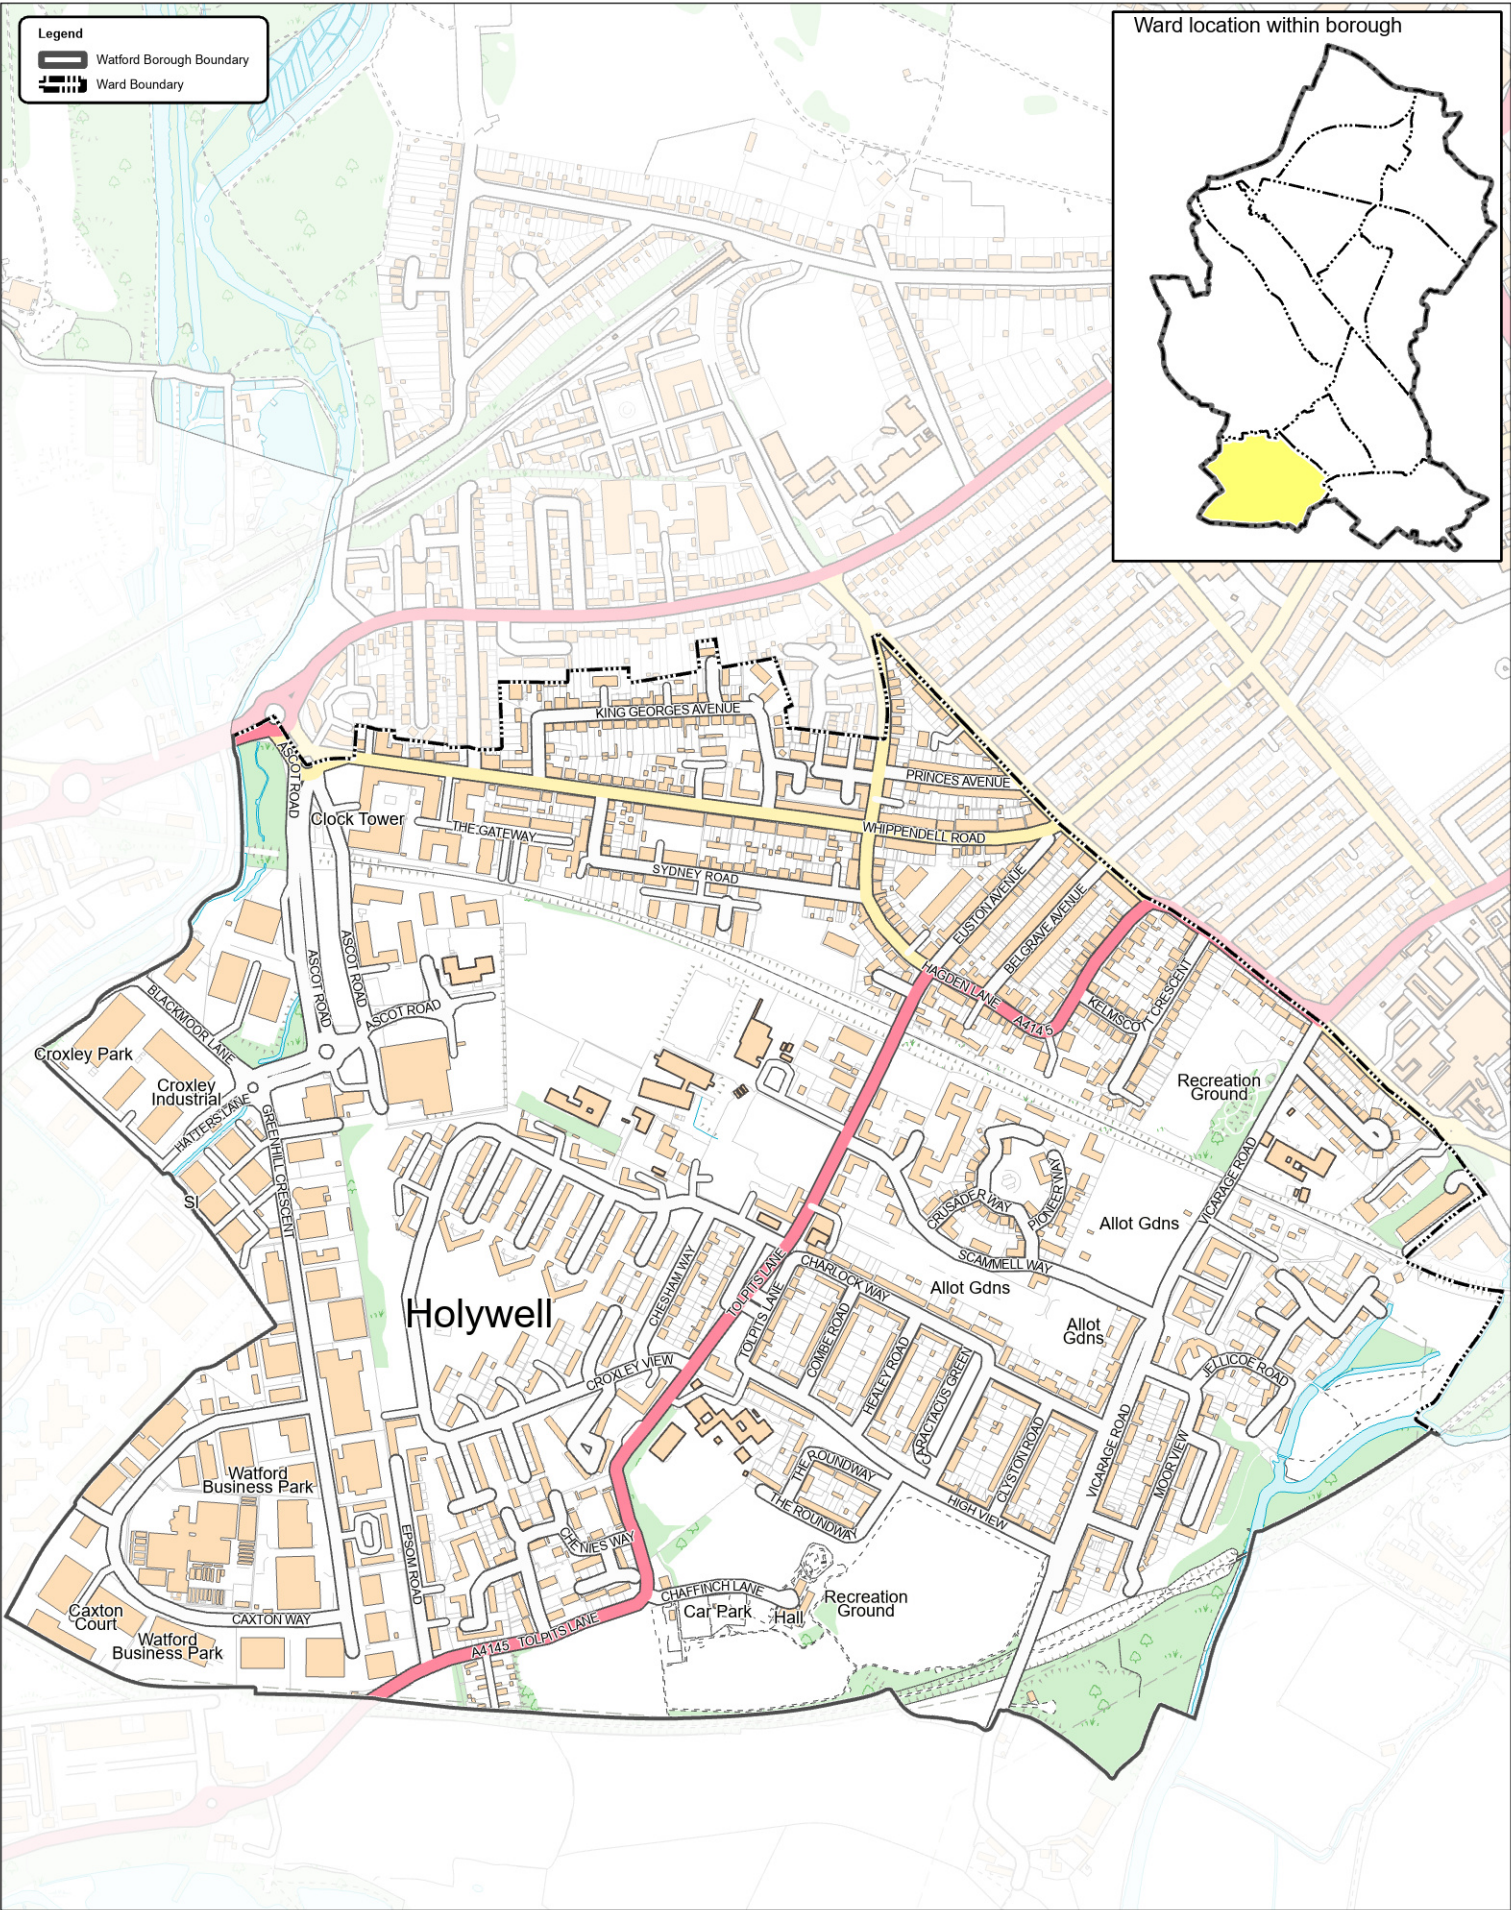 Legend
Watford Borough Boundary
Ward Boundary
Ward location within borough
KING GEORGES AVENUE
ASCOT ROAD
PRINCES AVENUE
Clock Tower
THE GATEWAY
WHIPPENDELL ROAD
SYDNEY ROAD
EUSTON AVENUE
BELGRAVE AVENUE
ASCOT ROAD
ASCOT ROAD
HAGDEN LANE
KELMSCOTT CRESCENT
A4145
BLACKMOOR LANE
ASCOT ROAD
Croxley Park
Croxley
Industrial
HATTERS LANE
GREENHILL CRESCENT
Recreation
Ground
VICARAGE ROAD
SI
CRUSADER WAY
PIONEER WAY
Allot Gdns
SCAMMELL WAY
CHARLOCK WAY
Allot Gdns
CHESHAM WAY
TOLPITS LANE
TOLPITS LANE
Holywell
Allot
Gdns
COMBE ROAD
HEALEY ROAD
CARACTACUS GREEN
JELLICOE ROAD
CROXLEY VIEW
VICARAGE ROAD
MOOR VIEW
CLYSTON ROAD
THE ROUNDWAY
THE ROUNDWAY
HIGH VIEW
Watford
Business Park
EPSOM ROAD
CHENIES WAY
CHAFFINCH LANE
Car Park
Hall
Recreation
Ground
Caxton
Court
CAXTON WAY
Watford
Business Park
A4145 TOLPITS LANE